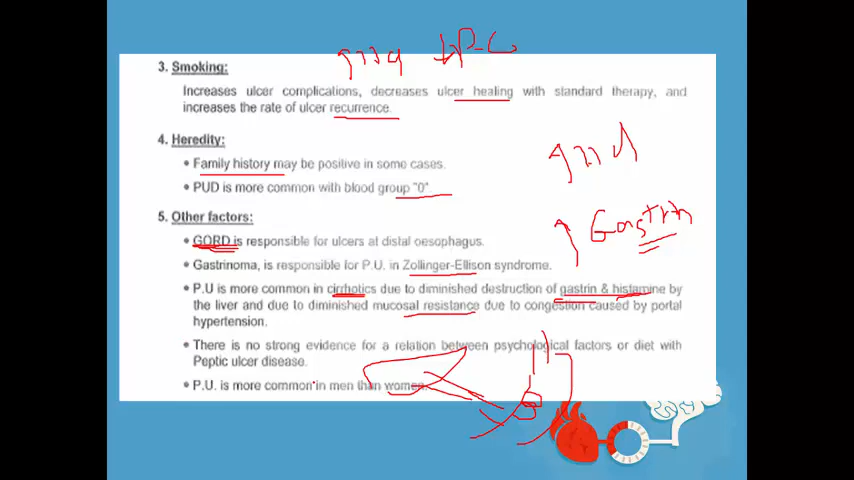 3. Smoking:
Increases ulcer complications, decreases ulcer healing with standard therapy, and
increases the rate of ulcer recurrence.
4. Heredity:
• Family history may be positive in some cases.
• PUD is more common with blood group "0".
5. Other factors:
Gastrin
• GORD is responsible for ulcers at distal oesophagus.
• Gastrinoma, is responsible for P.U. in Zollinger-Ellison syndrome.
• P.U is more common in cirrhotics due to diminished destruction of gastrin & histamine by
the liver and due to diminished mucosal resistance due to congestion caused by portal
hypertension.
• There is no strong evidence for a relation between psychological factors or diet with
Peptic ulcer disease.
• P.U. is more common in men than women.